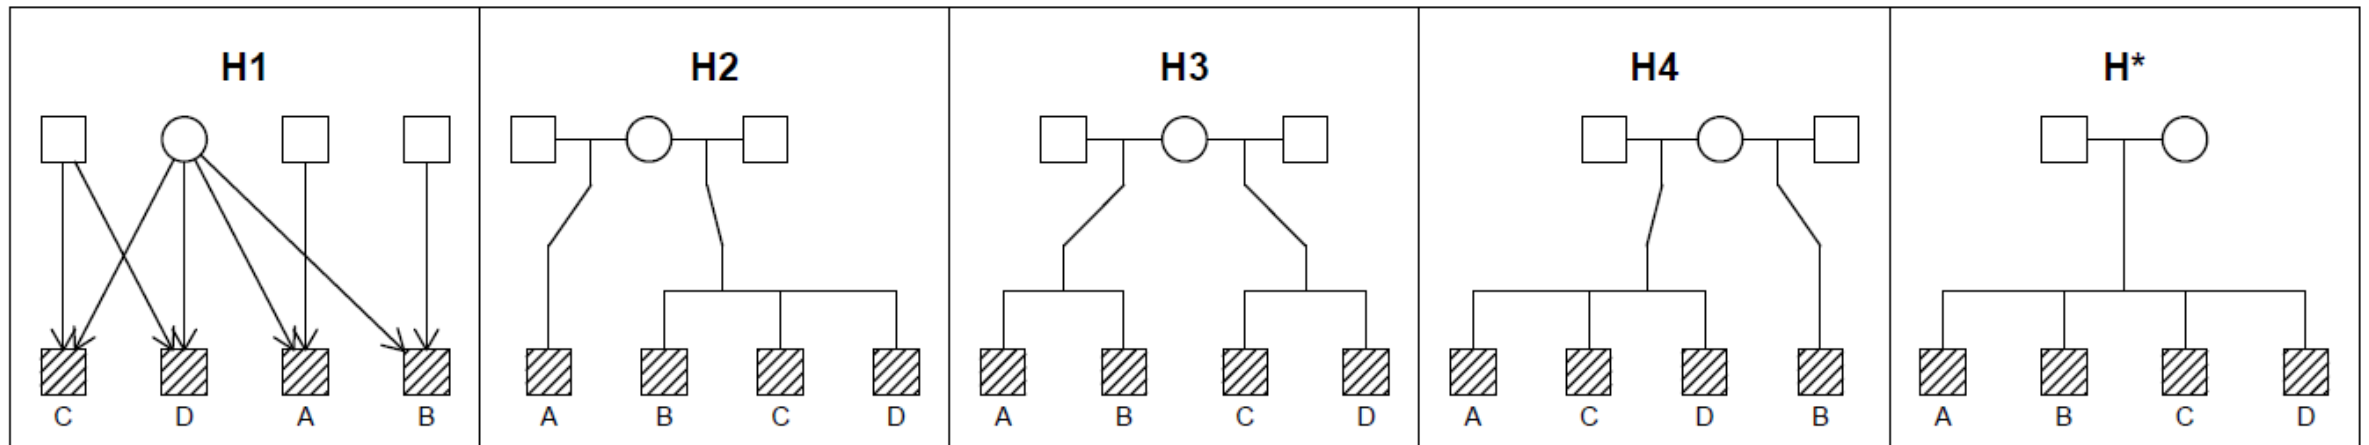 H1 H2 H3 H4 H*
C D A B A B C D A B C D A C D B A B C D